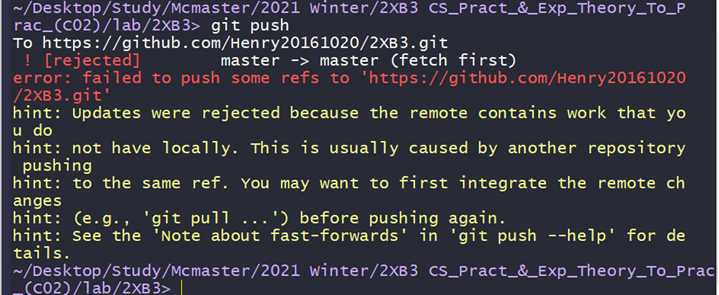 ~/Desktop/Study/Mcmaster/2021 Winter/2XB3 CS_Pract_&_Exp_Theory_To_P
rac_(C02)/lab/2XB3> git push
To https://github.com/Henry20161020/2XB3.git
 ! [rejected]        master -> master (fetch first)
error: failed to push some refs to 'https://github.com/Henry20161020
/2XB3.git'
hint: Updates were rejected because the remote contains work that yo
u do
hint: not have locally. This is usually caused by another repository
 pushing
hint: to the same ref. You may want to first integrate the remote ch
anges
hint: (e.g., 'git pull ...') before pushing again.
hint: See the 'Note about fast-forwards' in 'git push --help' for de
tails.
~/Desktop/Study/Mcmaster/2021 Winter/2XB3 CS_Pract_&_Exp_Theory_To_Prac
_(C02)/lab/2XB3>